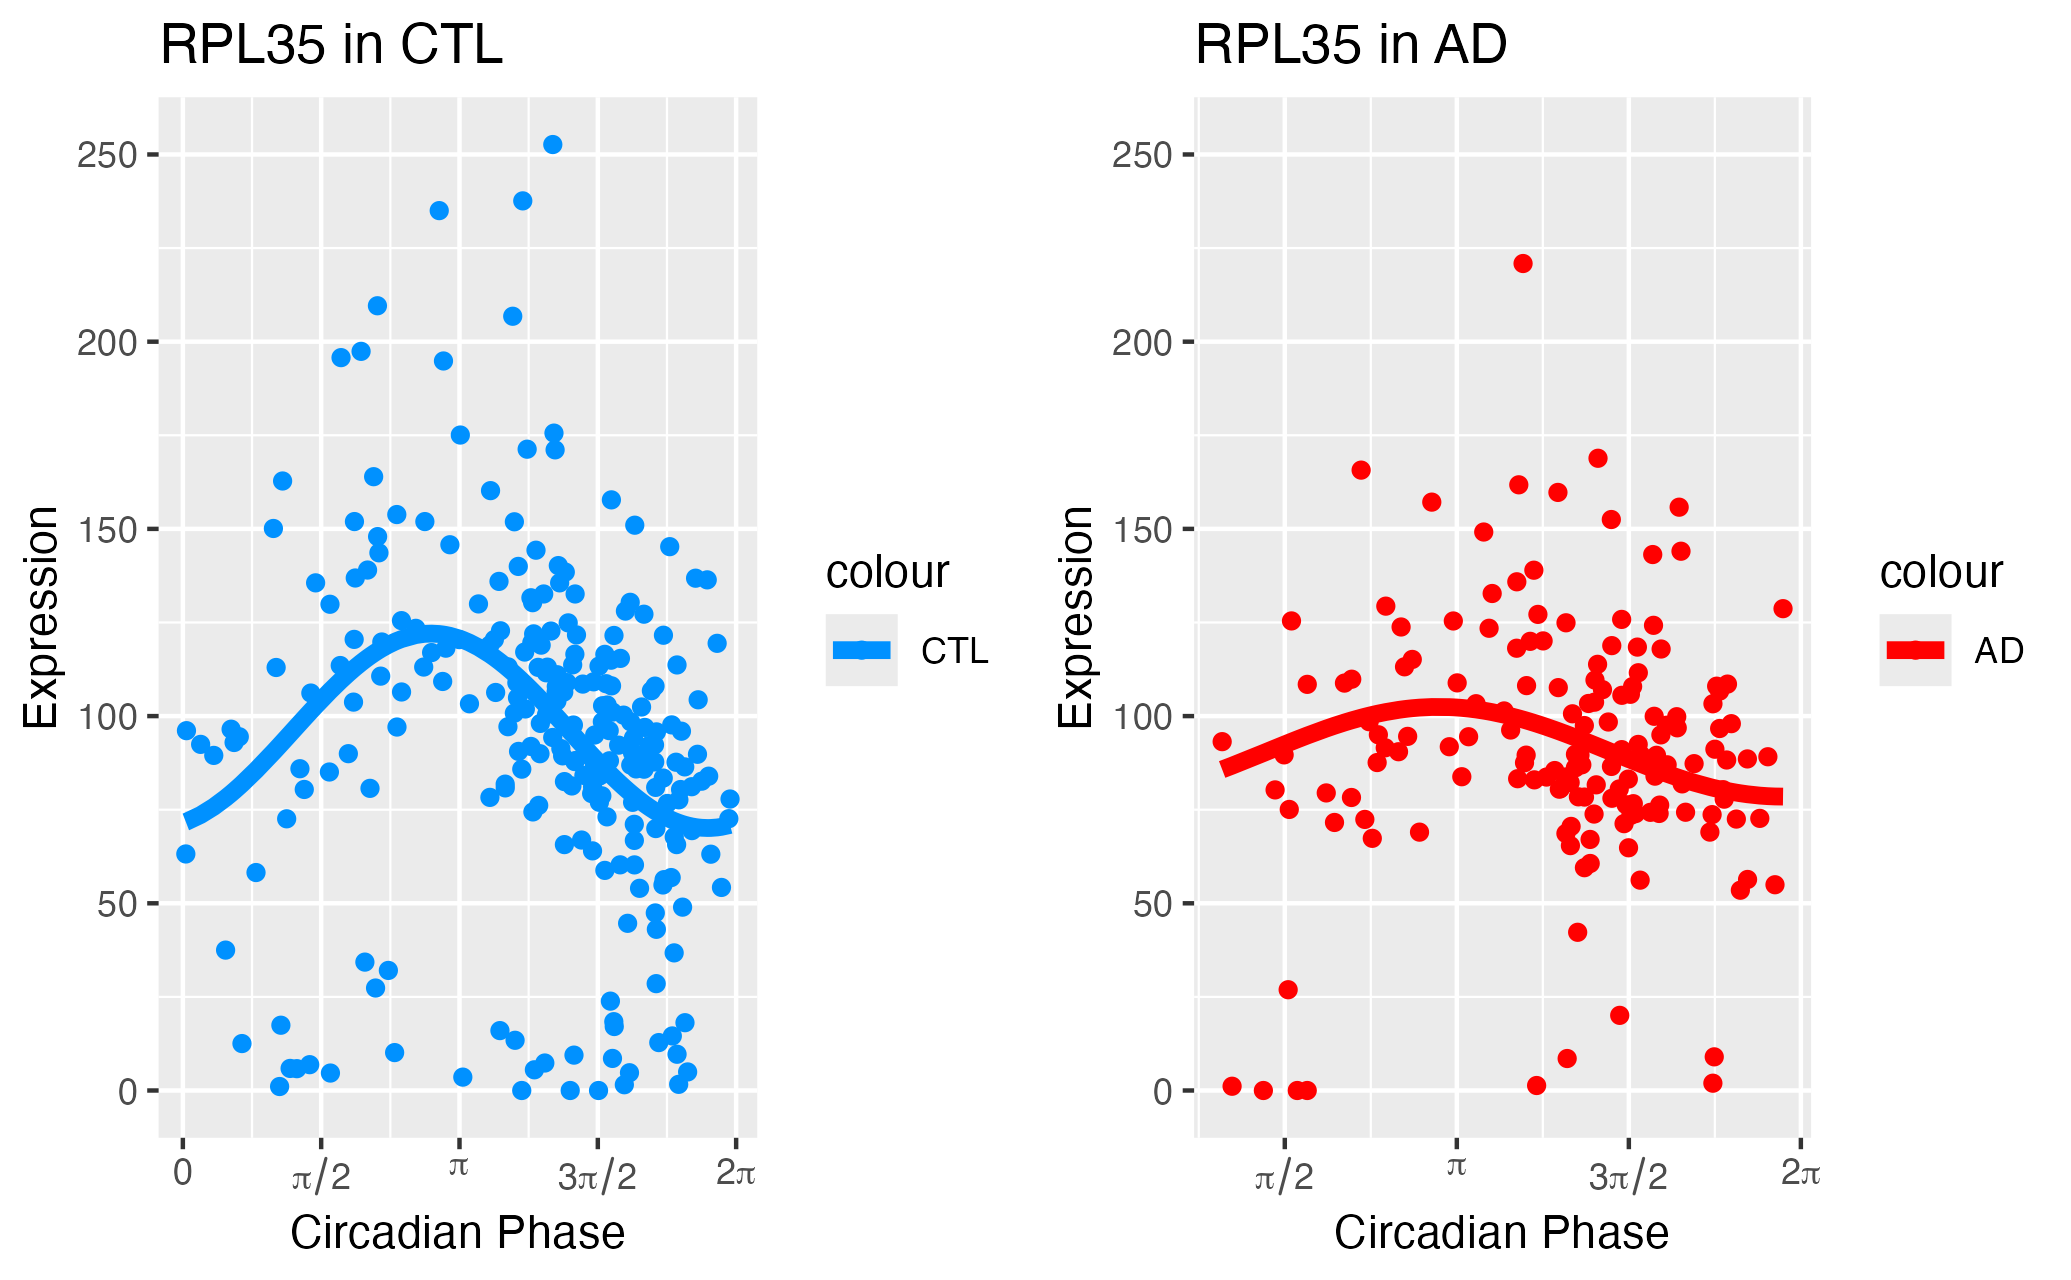 RPL35 in CTL
250
200
150
100
50
0
Expression
0
π/2
π
3π/2
2π
Circadian Phase
colour
CTL
RPL35 in AD
250
200
150
100
50
0
Expression
π/2
π
3π/2
2π
Circadian Phase
colour
AD